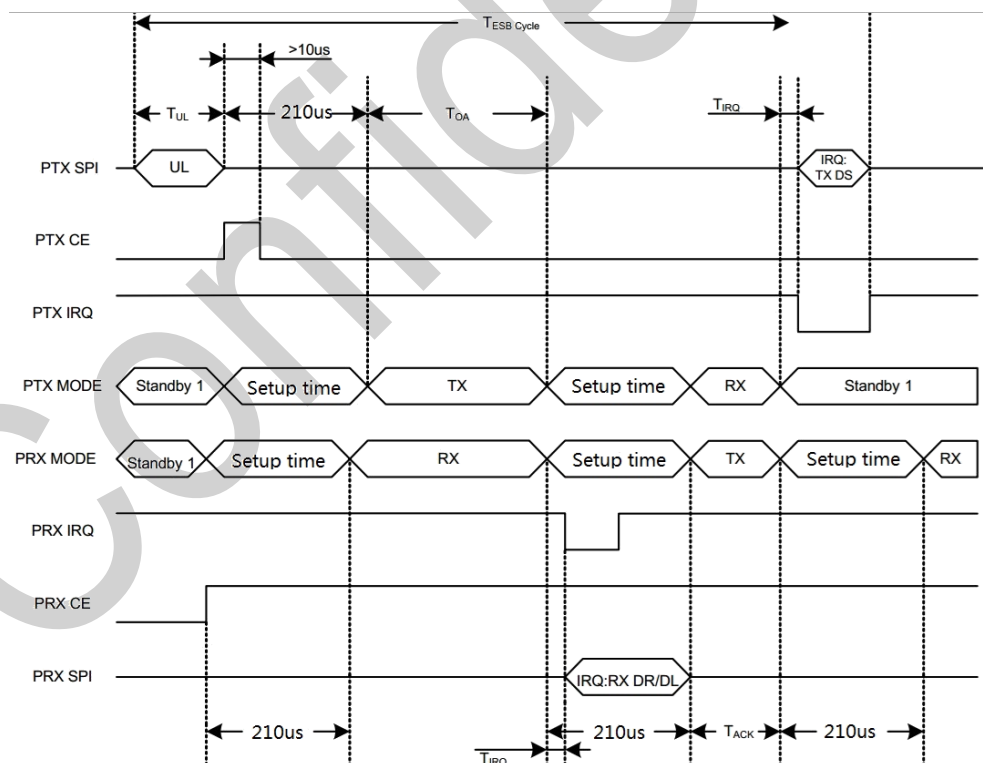 TESB Cycle
>10us
TUL
210us
TOA
TIRQ
PTX SPI
UL
IRQ:
TX DS
PTX CE
PTX IRQ
PTX MODE
Standby 1
Setup time
TX
Setup time
RX
Standby 1
PRX MODE
Standby 1
Setup time
RX
Setup time
TX
Setup time
RX
PRX IRQ
PRX CE
PRX SPI
IRQ:RX DR/DL
210us
210us
TACK
210us
TIRQ